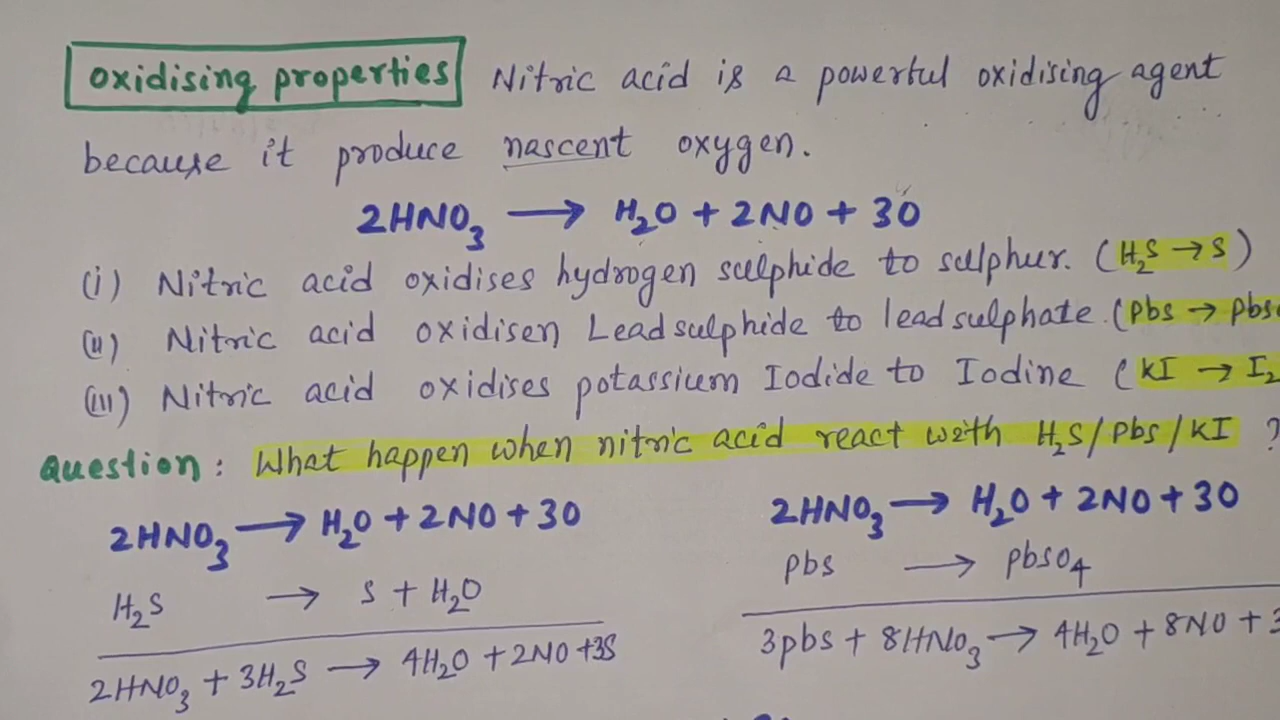 oxidising properties Nitric acid is a powerful oxidising agent
because it produce nascent oxygen.
2HNO₃ → H₂O + 2NO + 3O
(i) Nitric acid oxidises hydrogen sulphide to sulphur. (H₂S → S)
(ii) Nitric acid oxidisen Lead sulphide to lead sulphate. (Pbs → pbs
(iii) Nitric acid oxidises potassium Iodide to Iodine (KI → I₂
Question: What happen when nitric acid react with H₂S/Pbs/KI ?
2HNO₃ → H₂O + 2NO + 3O
H₂S → S + H₂O
2HNO₃ + 3H₂S → 4H₂O + 2NO + 3S
2HNO₃ → H₂O + 2NO + 3O
Pbs → pbsO₄
3pbs + 8HNO₃ → 4H₂O + 8NO + 3